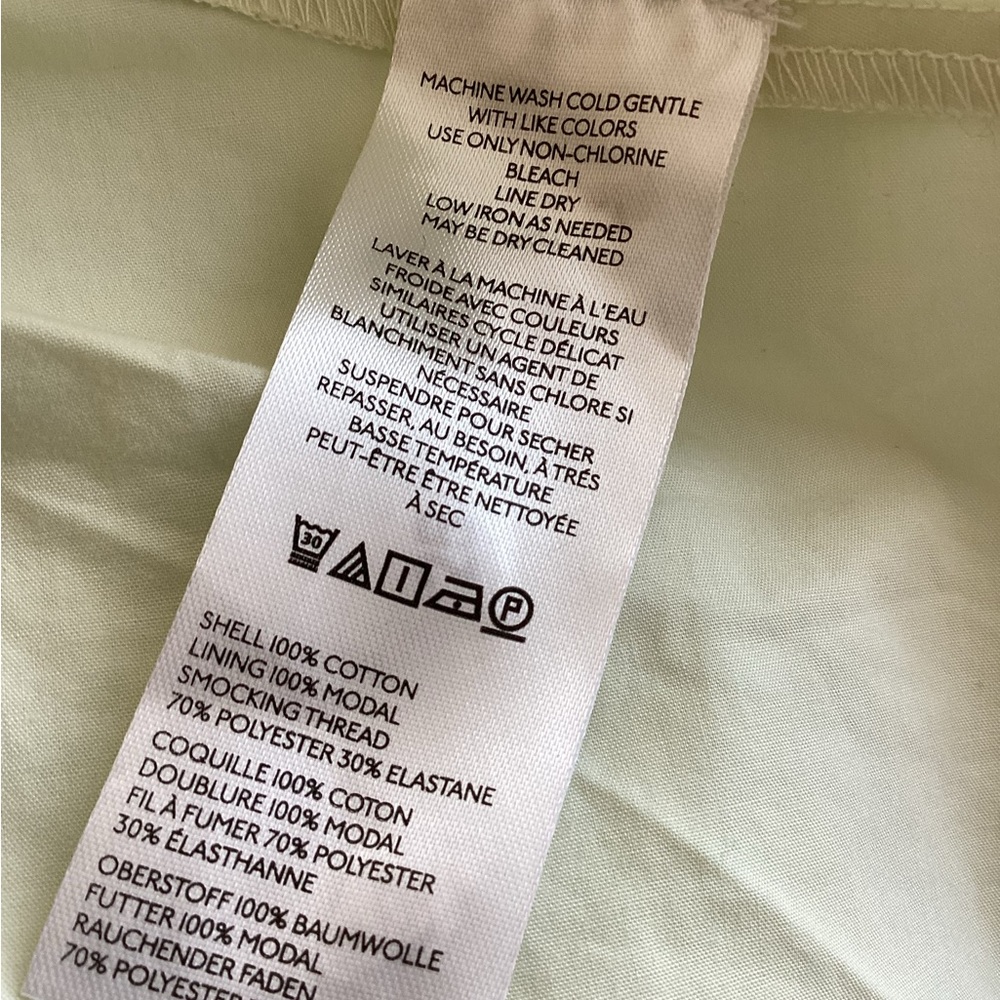 MACHINE WASH COLD GENTLE
WITH LIKE COLORS
USE ONLY NON-CHLORINE
BLEACH
LINE DRY
LOW IRON AS NEEDED
MAY BE DRY CLEANED
LAVER À LA MACHINE À L'EAU
FROIDE AVEC COULEURS
SIMILAIRES CYCLE DÉLICAT
UTILISER UN AGENT DE
BLANCHIMENT SANS CHLORE SI
NÉCESSAIRE
SUSPENDRE POUR SECHER
REPASSER, AU BESOIN, À TRÉS
BASSE TEMPÉRATURE
PEUT-ÊTRE ÊTRE NETTOYÉE
À SEC
30 P
SHELL 100% COTTON
LINING 100% MODAL
SMOCKING THREAD
70% POLYESTER 30% ELASTANE
COQUILLE 100% COTON
DOUBLURE 100% MODAL
FIL À FUMER 70% POLYESTER
30% ÉLASTHANNE
OBERSTOFF 100% BAUMWOLLE
FUTTER 100% MODAL
RAUCHENDER FADEN
70% POLYESTER